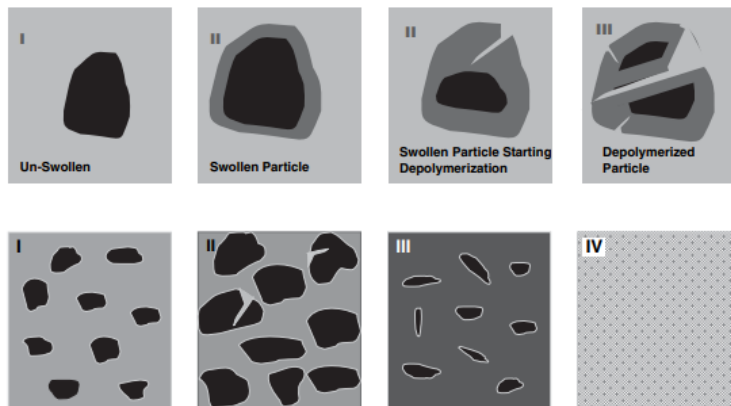 I
II
II
III
Un-Swollen
Swollen Particle
Swollen Particle Starting
Depolymerization
Depolymerized
Particle
I
II
III
IV